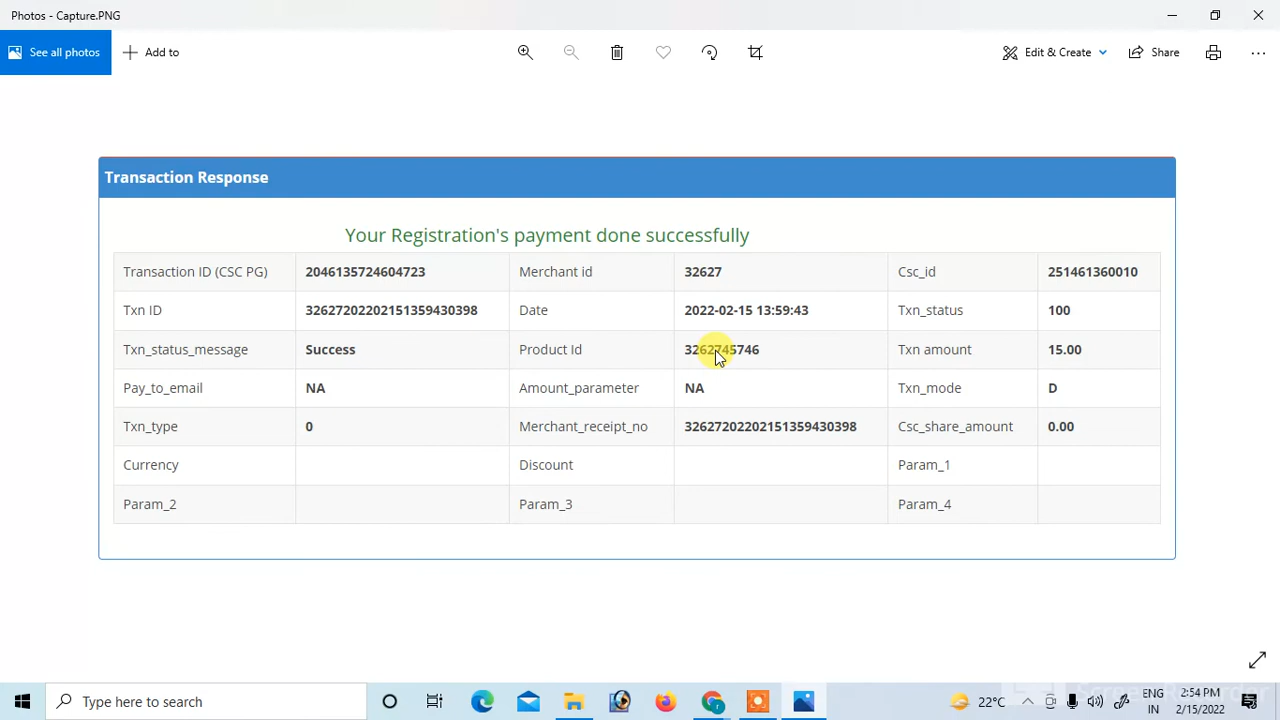 Photos - Capture.PNG
See all photos
Add to
Edit & Create
Share
Transaction Response
Your Registration's payment done successfully
Transaction ID (CSC PG) 2046135724604723 Merchant id 32627 Csc_id 251461360010
Txn ID 32627202202151359430398 Date 2022-02-15 13:59:43 Txn_status 100
Txn_status_message Success Product Id 3262745746 Txn amount 15.00
Pay_to_email NA Amount_parameter NA Txn_mode D
Txn_type 0 Merchant_receipt_no 32627202202151359430398 Csc_share_amount 0.00
Currency Discount Param_1
Param_2 Param_3 Param_4
Type here to search
22°C
ENG
IN
2:54 PM
2/15/2022